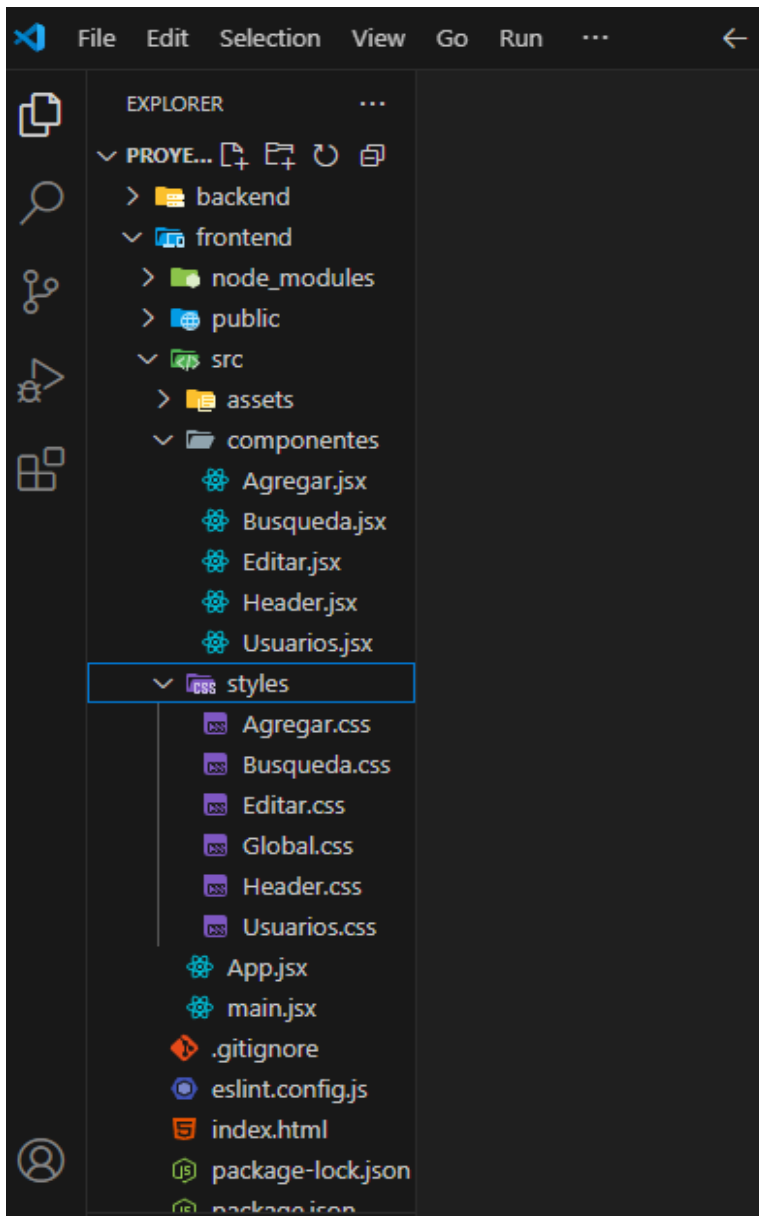 File Edit Selection View Go Run ...
EXPLORER ...
PROYE...
backend
frontend
node_modules
public
src
assets
componentes
Agregar.jsx
Busqueda.jsx
Editar.jsx
Header.jsx
Usuarios.jsx
styles
Agregar.css
Busqueda.css
Editar.css
Global.css
Header.css
Usuarios.css
App.jsx
main.jsx
.gitignore
eslint.config.js
index.html
package-lock.json
package.json